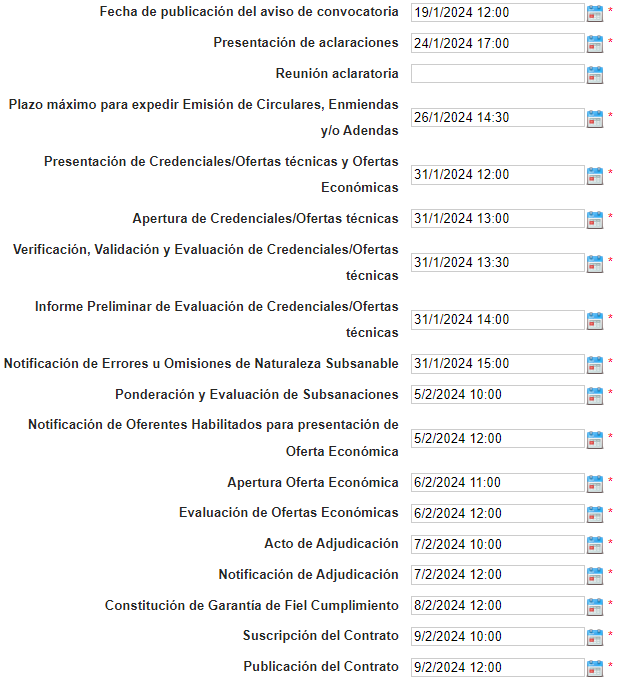 Fecha de publicación del aviso de convocatoria 19/1/2024 12:00 *
Presentación de aclaraciones 24/1/2024 17:00 *
Reunión aclaratoria
Plazo máximo para expedir Emisión de Circulares, Enmiendas
y/o Adendas 26/1/2024 14:30 *
Presentación de Credenciales/Ofertas técnicas y Ofertas
Económicas 31/1/2024 12:00 *
Apertura de Credenciales/Ofertas técnicas 31/1/2024 13:00 *
Verificación, Validación y Evaluación de Credenciales/Ofertas
técnicas 31/1/2024 13:30 *
Informe Preliminar de Evaluación de Credenciales/Ofertas
técnicas 31/1/2024 14:00 *
Notificación de Errores u Omisiones de Naturaleza Subsanable 31/1/2024 15:00 *
Ponderación y Evaluación de Subsanaciones 5/2/2024 10:00 *
Notificación de Oferentes Habilitados para presentación de
Oferta Económica 5/2/2024 12:00 *
Apertura Oferta Económica 6/2/2024 11:00 *
Evaluación de Ofertas Económicas 6/2/2024 12:00 *
Acto de Adjudicación 7/2/2024 10:00 *
Notificación de Adjudicación 7/2/2024 12:00 *
Constitución de Garantía de Fiel Cumplimiento 8/2/2024 12:00 *
Suscripción del Contrato 9/2/2024 10:00 *
Publicación del Contrato 9/2/2024 12:00 *